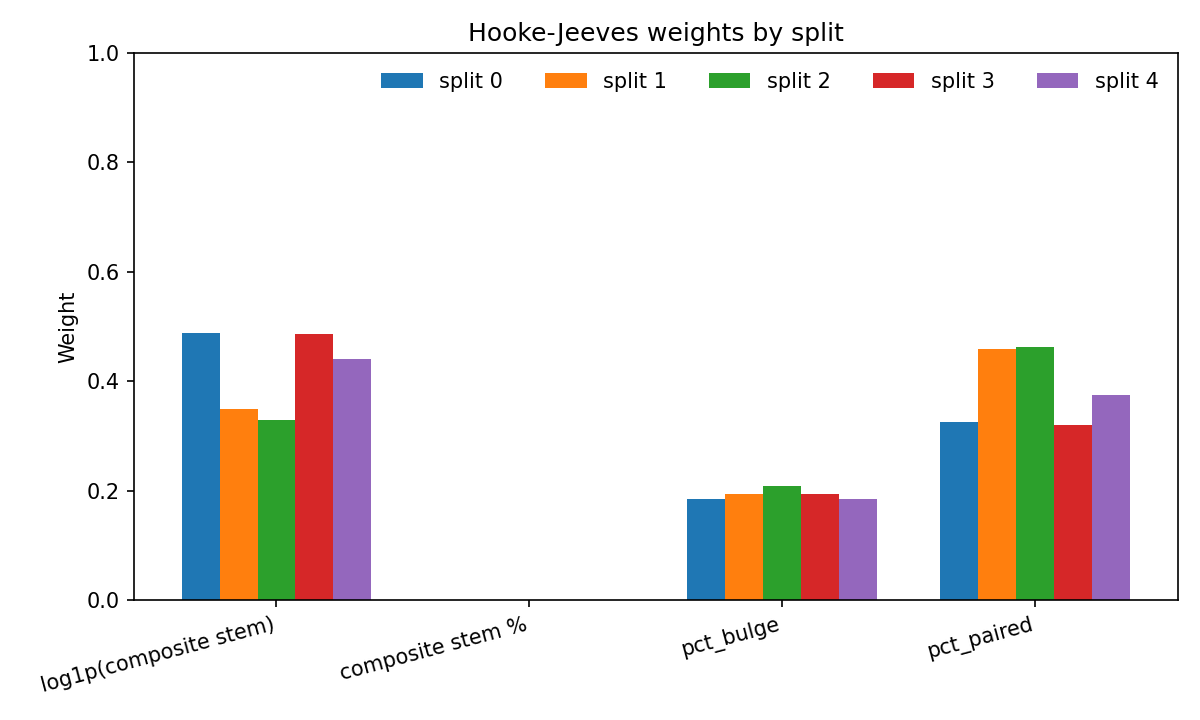 Hooke-Jeeves weights by split
split 0 split 1 split 2 split 3 split 4
Weight
1.0
0.8
0.6
0.4
0.2
0.0
log1p(composite stem)
composite stem %
pct_bulge
pct_paired